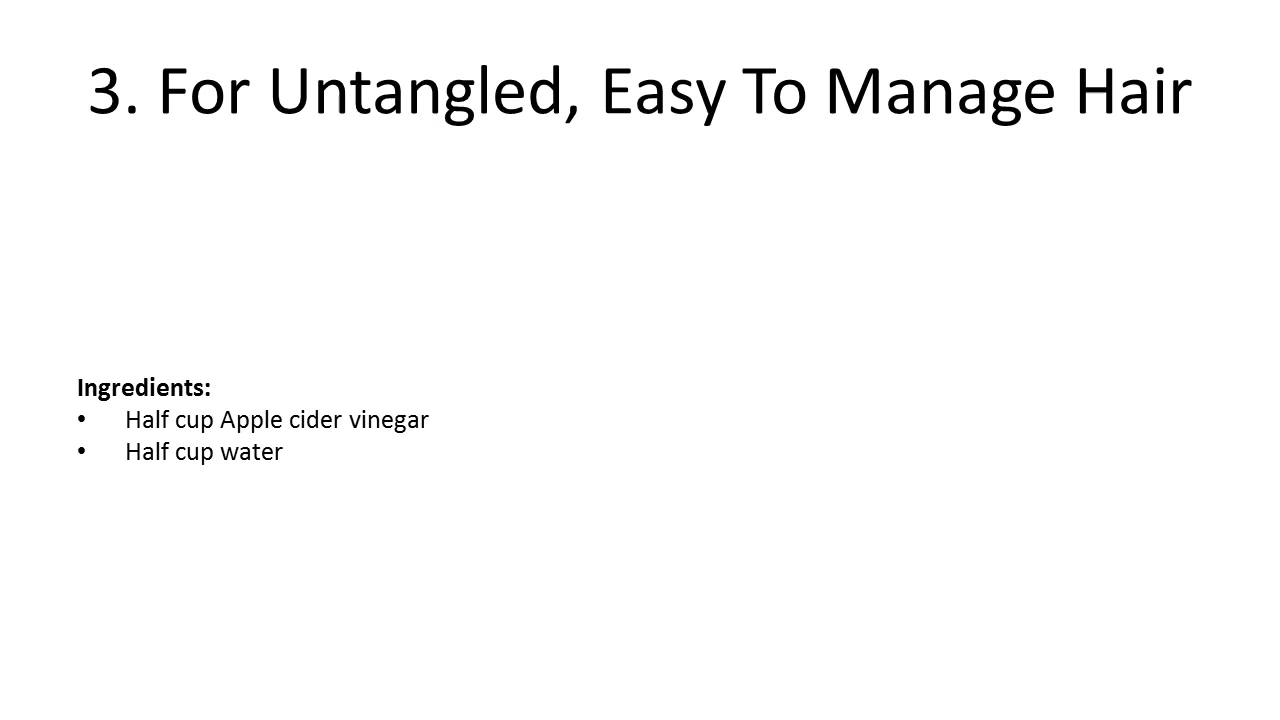 3. For Untangled, Easy To Manage Hair
Ingredients:
• Half cup Apple cider vinegar
• Half cup water